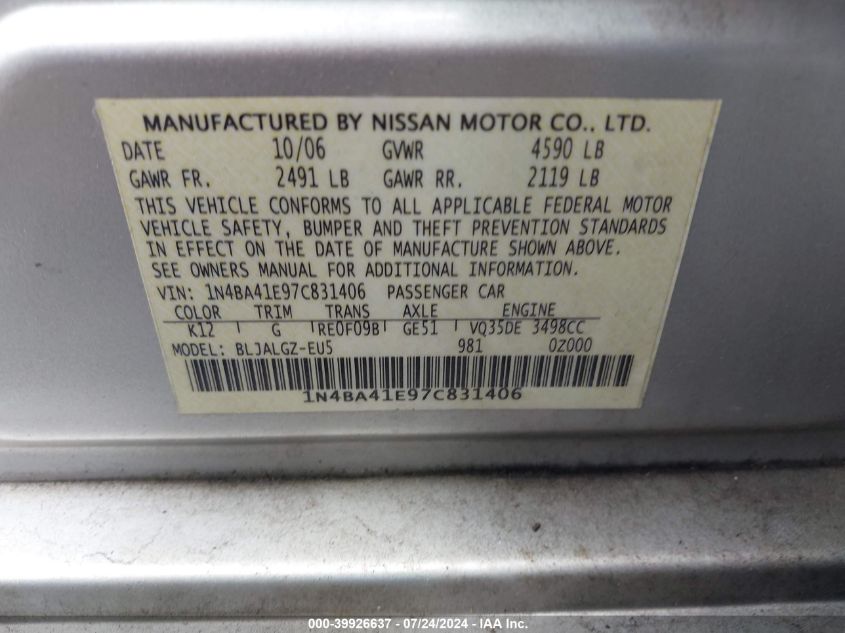 MANUFACTURED BY NISSAN MOTOR CO., LTD.
DATE 10/06 GVWR 4590 LB
GAWR FR. 2491 LB GAWR RR. 2119 LB
THIS VEHICLE CONFORMS TO ALL APPLICABLE FEDERAL MOTOR
VEHICLE SAFETY, BUMPER AND THEFT PREVENTION STANDARDS
IN EFFECT ON THE DATE OF MANUFACTURE SHOWN ABOVE.
SEE OWNERS MANUAL FOR ADDITIONAL INFORMATION.
VIN: 1N4BA41E97C831406 PASSENGER CAR
COLOR TRIM TRANS AXLE ENGINE
K12 G RE0F09B GE51 VQ35DE 3498CC
MODEL: BLJALGZ-EU5 981 0Z000
1N4BA41E97C831406
000-39926637 - 07/24/2024 - IAA Inc.